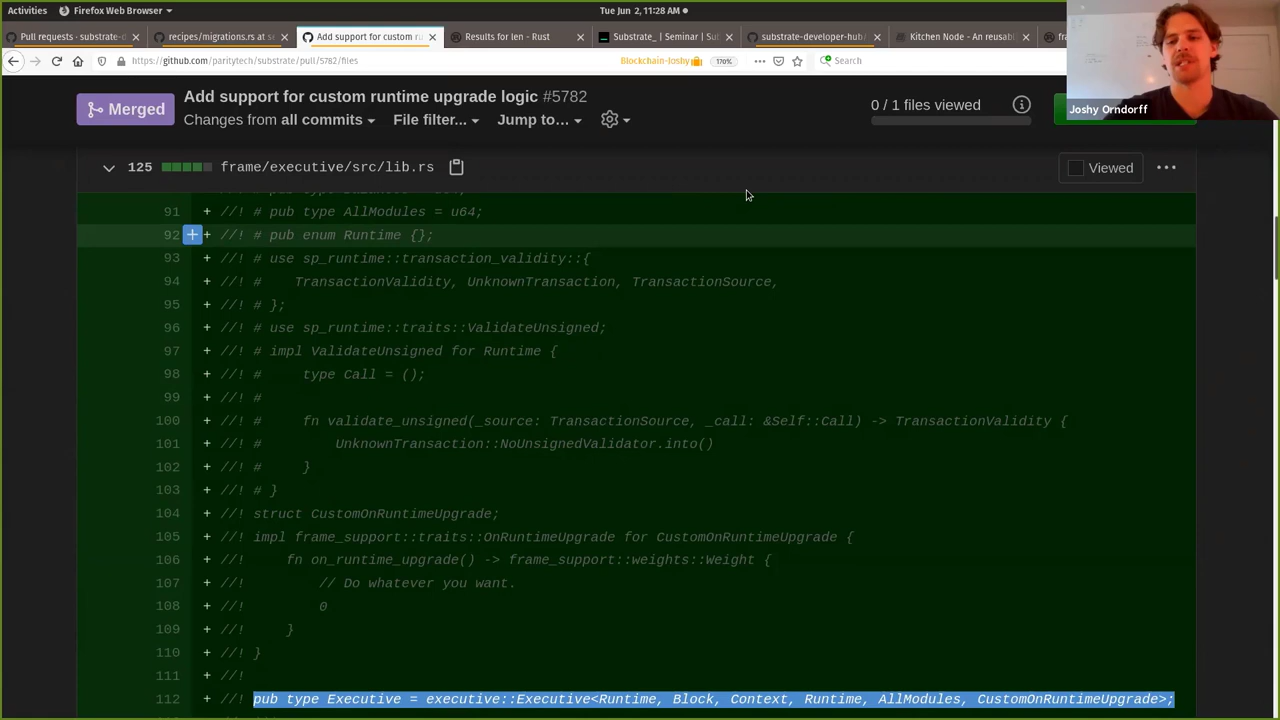 Activities Firefox Web Browser Tue Jun 2, 11:28 AM
Pull requests · substrate-d recipes/migrations.rs at se Add support for custom ru Results for len - Rust Substrate_ | Seminar | Sub substrate-developer-hub/ Kitchen Node - An reusabl fra
https://github.com/paritytech/substrate/pull/5782/files Blockchain-Joshy 170% Search
Merged
Add support for custom runtime upgrade logic #5782
Changes from all commits File filter... Jump to...
0 / 1 files viewed
Joshy Orndorff
125 frame/executive/src/lib.rs Viewed
91 + //! # pub type AllModules = u64;
92 + //! # pub enum Runtime {};
93 + //! # use sp_runtime::transaction_validity::{
94 + //! # TransactionValidity, UnknownTransaction, TransactionSource,
95 + //! # };
96 + //! # use sp_runtime::traits::ValidateUnsigned;
97 + //! # impl ValidateUnsigned for Runtime {
98 + //! # type Call = ();
99 + //! #
100 + //! # fn validate_unsigned(_source: TransactionSource, _call: &Self::Call) -> TransactionValidity {
101 + //! # UnknownTransaction::NoUnsignedValidator.into()
102 + //! # }
103 + //! # }
104 + //! struct CustomOnRuntimeUpgrade;
105 + //! impl frame_support::traits::OnRuntimeUpgrade for CustomOnRuntimeUpgrade {
106 + //! fn on_runtime_upgrade() -> frame_support::weights::Weight {
107 + //! // Do whatever you want.
108 + //! 0
109 + //! }
110 + //! }
111 + //!
112 + //! pub type Executive = executive::Executive<Runtime, Block, Context, Runtime, AllModules, CustomOnRuntimeUpgrade>;